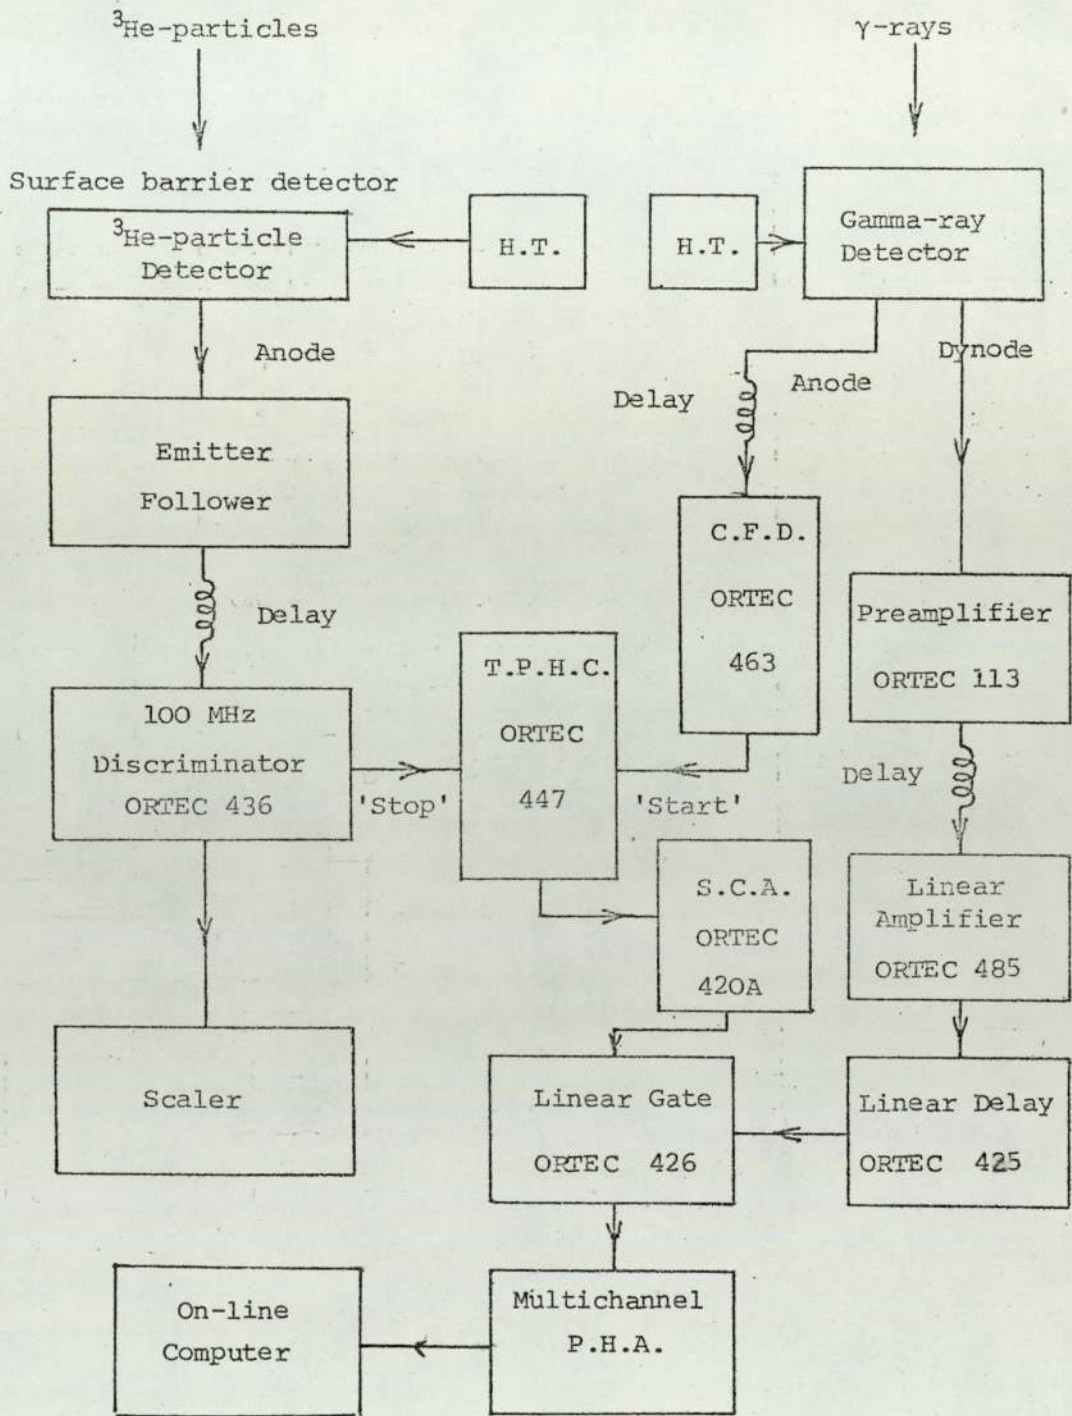 ³He-particles
γ-rays
Surface barrier detector
³He-particle
Detector
H.T.
H.T.
Gamma-ray
Detector
Anode
Dynode
Delay
Anode
Emitter
Follower
C.F.D.
ORTEC
463
Delay
Preamplifier
ORTEC 113
T.P.H.C.
ORTEC
447
100 MHz
Discriminator
ORTEC 436
'Stop'
'Start'
Delay
S.C.A.
ORTEC
420A
Linear
Amplifier
ORTEC 485
Scaler
Linear Gate
ORTEC 426
Linear Delay
ORTEC 425
Multichannel
P.H.A.
On-line
Computer